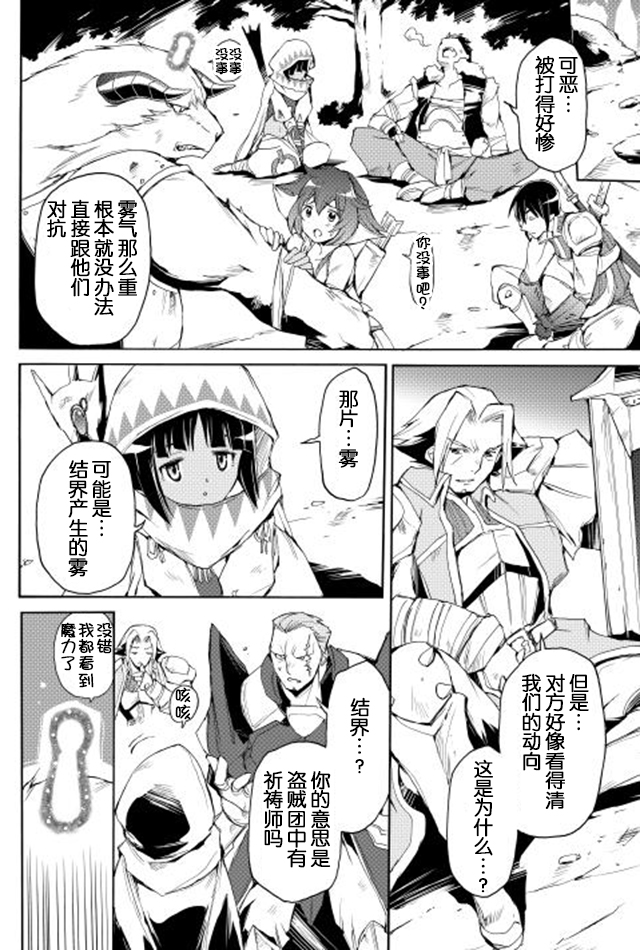 可恶…
被打得好惨
没事
没事
你没事吧？
雾气那么重
根本就没办法
直接跟他们
对抗
那片…雾
可能是…
结界产生的雾
但是…
对方好像看得清
我们的动向
这是为什么…？
结界…？
你的意思是
盗贼团中有
祈祷师吗
咳咳
没错
我都看到
魔力了